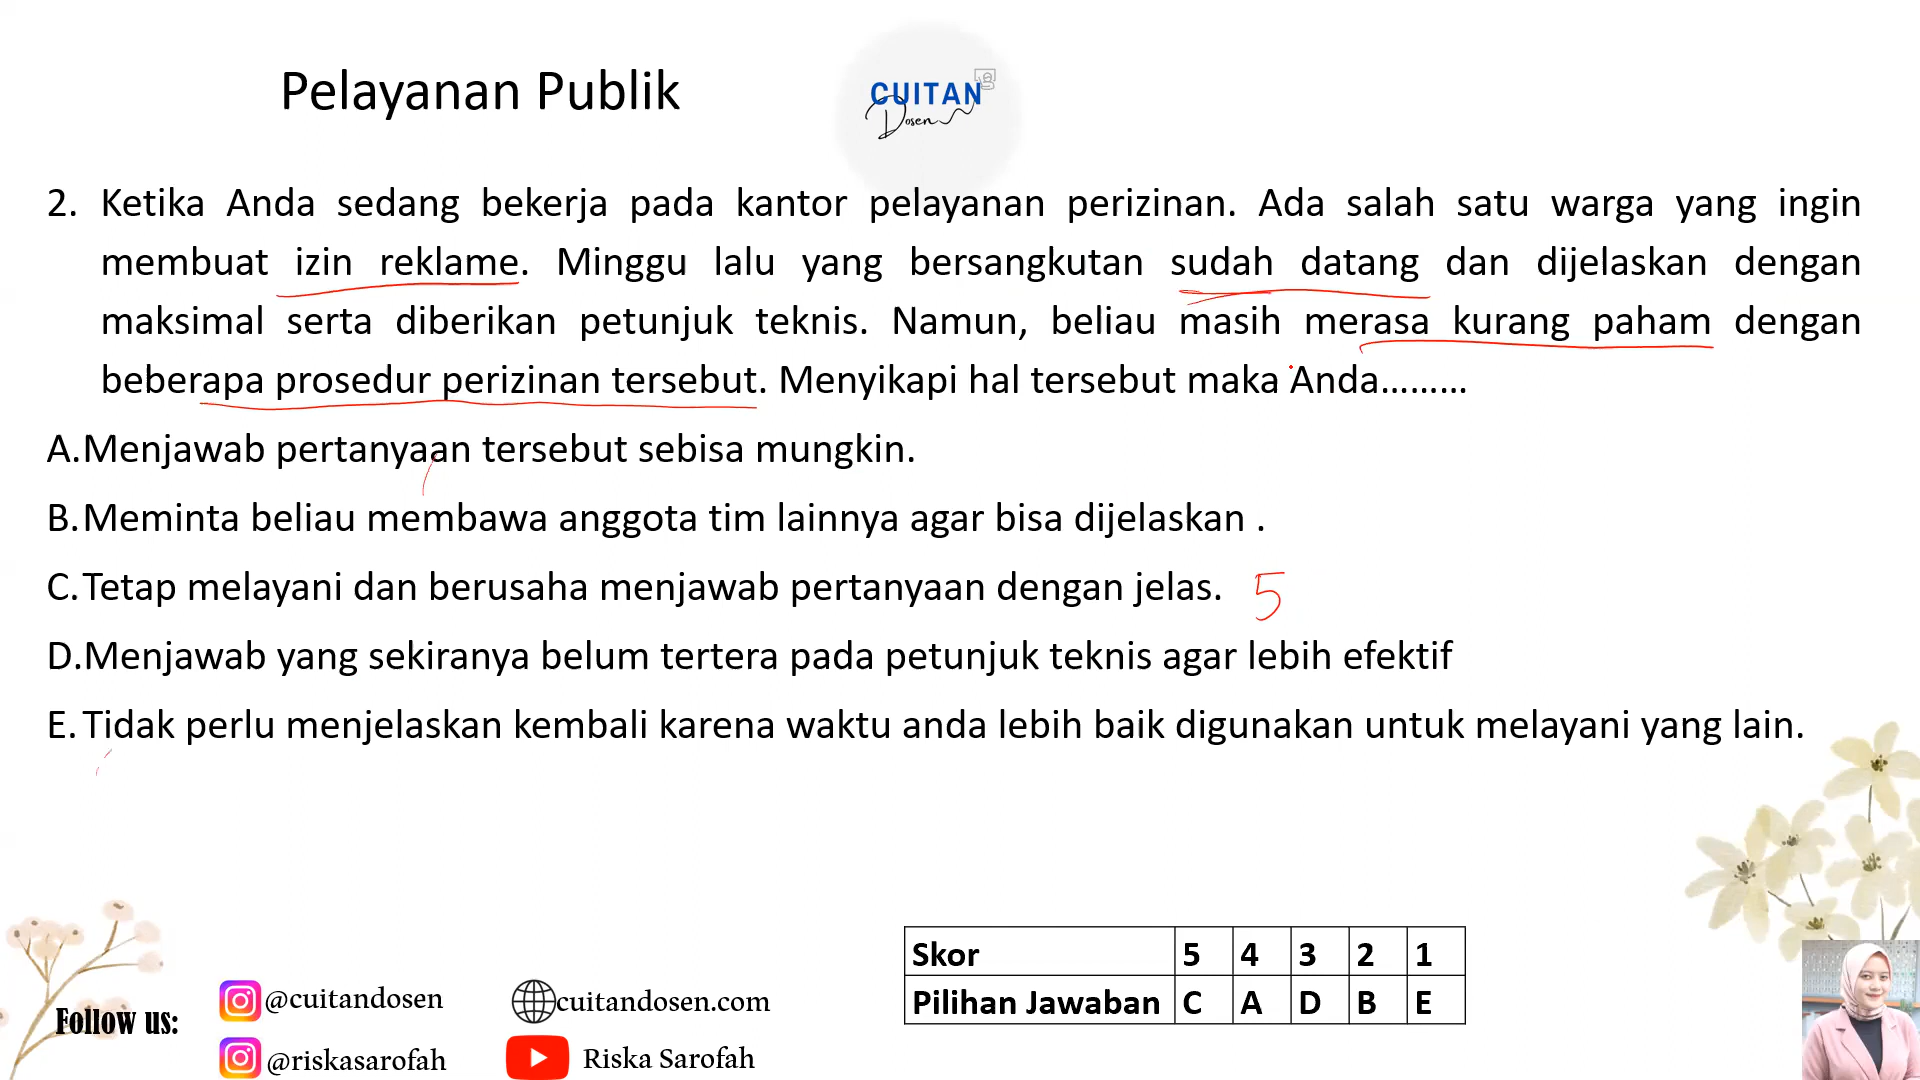 Pelayanan Publik
CUITAN
Dosen
2. Ketika Anda sedang bekerja pada kantor pelayanan perizinan. Ada salah satu warga yang ingin
membuat izin reklame. Minggu lalu yang bersangkutan sudah datang dan dijelaskan dengan
maksimal serta diberikan petunjuk teknis. Namun, beliau masih merasa kurang paham dengan
beberapa prosedur perizinan tersebut. Menyikapi hal tersebut maka Anda.........
A.Menjawab pertanyaan tersebut sebisa mungkin.
B.Meminta beliau membawa anggota tim lainnya agar bisa dijelaskan .
C.Tetap melayani dan berusaha menjawab pertanyaan dengan jelas. 5
D.Menjawab yang sekiranya belum tertera pada petunjuk teknis agar lebih efektif
E.Tidak perlu menjelaskan kembali karena waktu anda lebih baik digunakan untuk melayani yang lain.
Skor 5 4 3 2 1
Pilihan Jawaban C A D B E
Follow us:
@cuitandosen
cuitandosen.com
@riskasarofah
Riska Sarofah